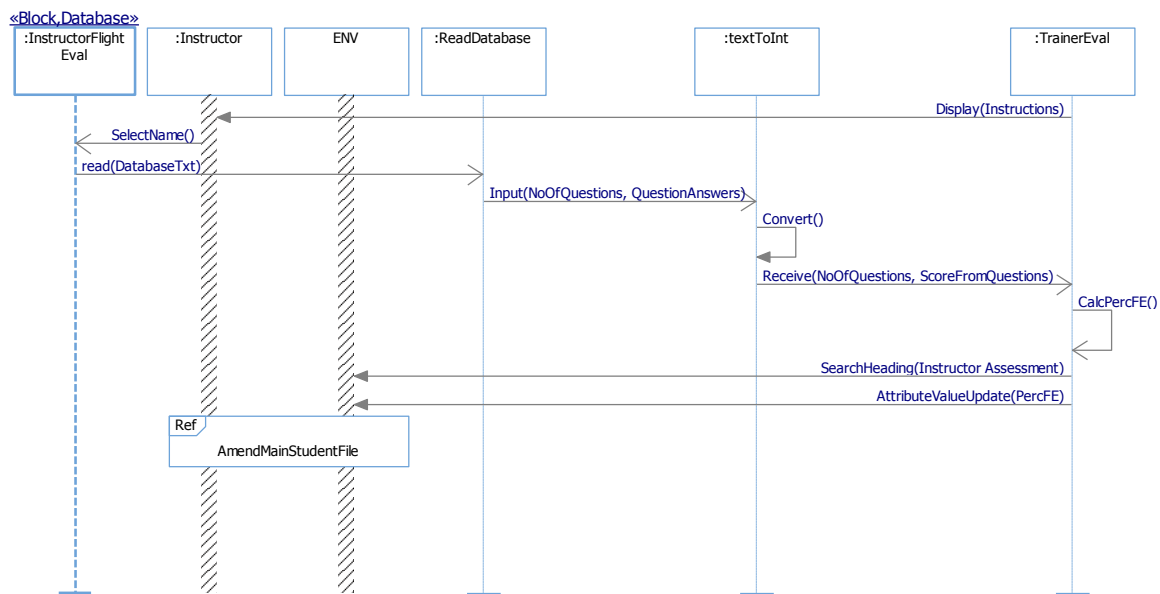 «Block,Database»
:InstructorFlight
Eval
:Instructor
ENV
:ReadDatabase
:textToInt
:TrainerEval
Display(Instructions)
SelectName()
read(DatabaseTxt)
Input(NoOfQuestions, QuestionAnswers)
Convert()
Receive(NoOfQuestions, ScoreFromQuestions)
CalcPercFE()
SearchHeading(Instructor Assessment)
AttributeValueUpdate(PercFE)
Ref
AmendMainStudentFile